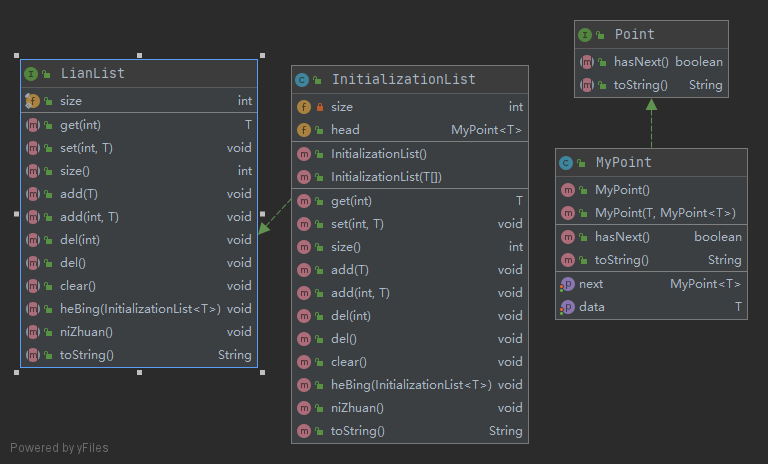 LianList
size int
get(int) T
set(int, T) void
size() int
add(T) void
add(int, T) void
del(int) void
del() void
clear() void
heBing(InitializationList<T>) void
niZhuan() void
toString() String
InitializationList
size int
head MyPoint<T>
InitializationList()
InitializationList(T[])
get(int) T
set(int, T) void
size() int
add(T) void
add(int, T) void
del(int) void
del() void
clear() void
heBing(InitializationList<T>) void
niZhuan() void
toString() String
Point
hasNext() boolean
toString() String
MyPoint
MyPoint()
MyPoint(T, MyPoint<T>)
hasNext() boolean
toString() String
next MyPoint<T>
data T
Powered by yFiles